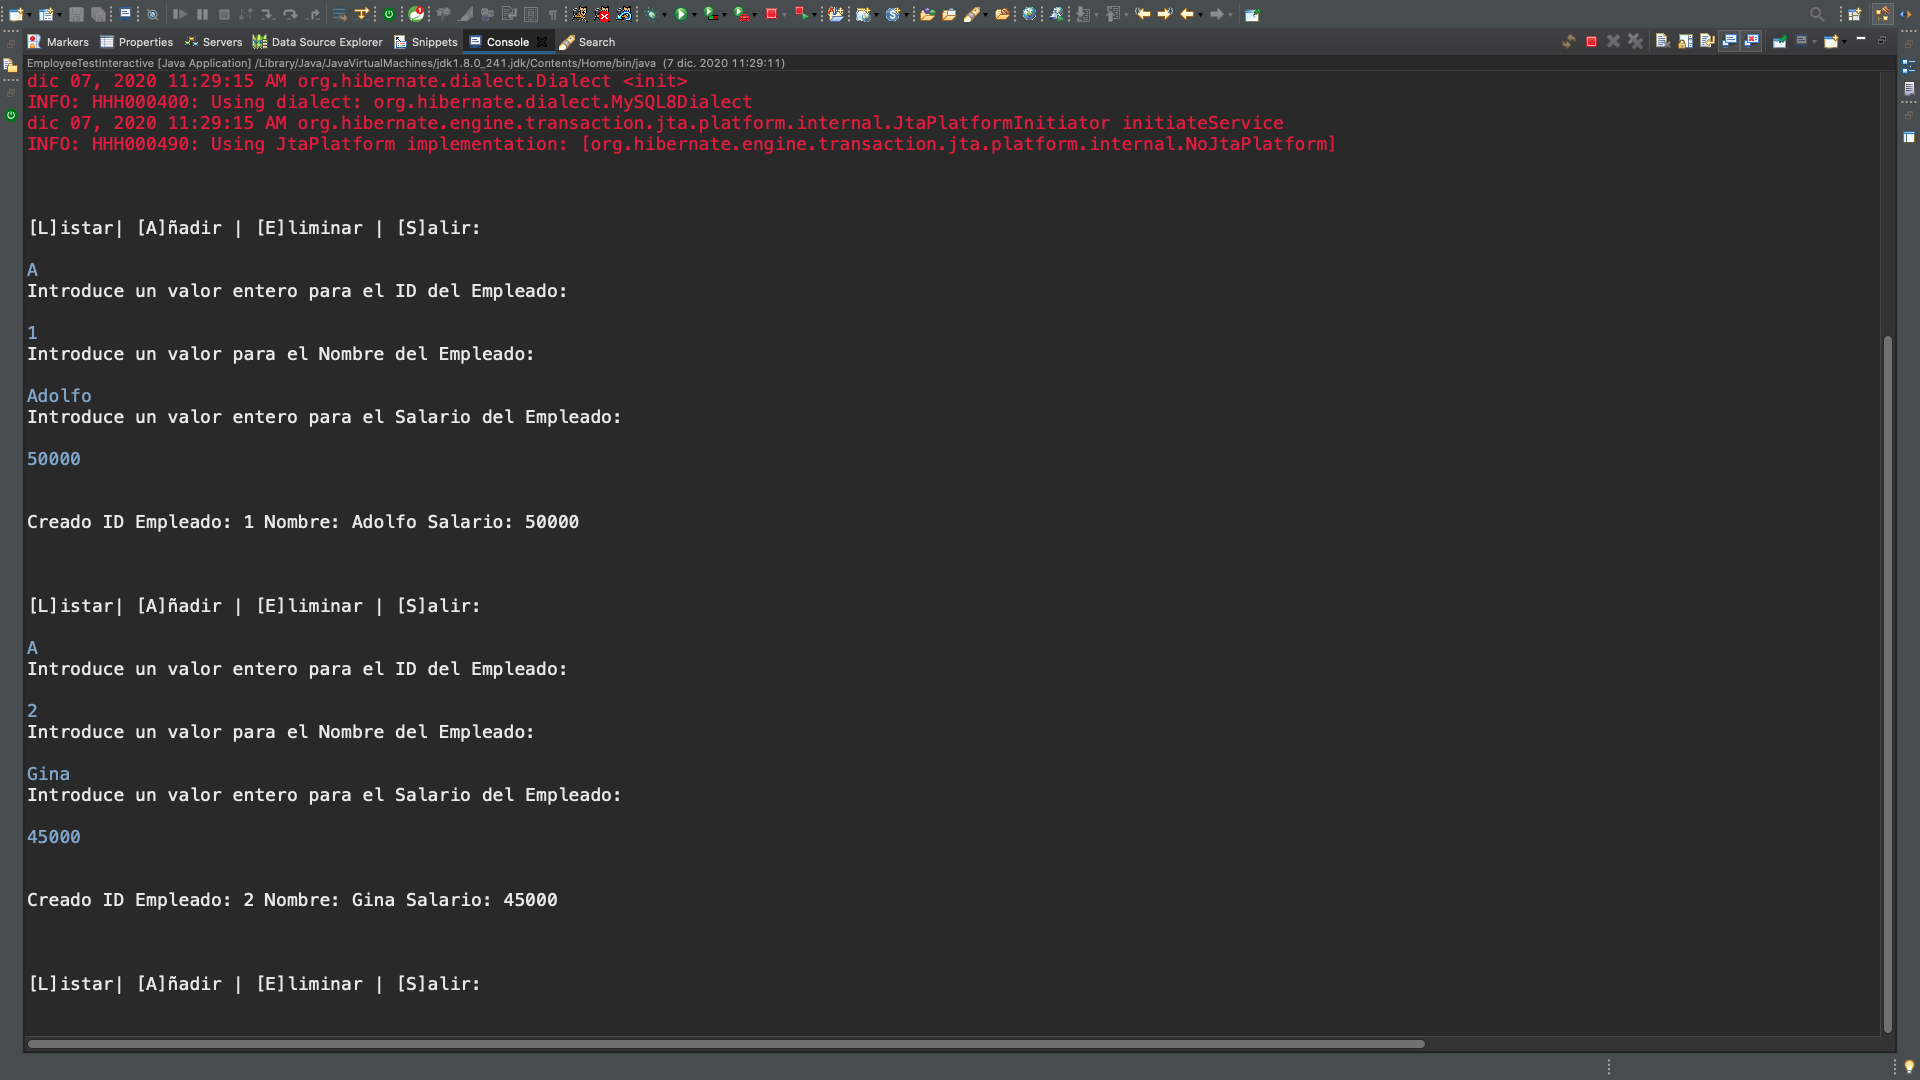 Markers Properties Servers Data Source Explorer Snippets Console Search
EmployeeTestInteractive [Java Application] /Library/Java/JavaVirtualMachines/jdk1.8.0_241.jdk/Contents/Home/bin/java (7 dic. 2020 11:29:11)
dic 07, 2020 11:29:15 AM org.hibernate.dialect.Dialect <init>
INFO: HHH000400: Using dialect: org.hibernate.dialect.MySQL8Dialect
dic 07, 2020 11:29:15 AM org.hibernate.engine.transaction.jta.platform.internal.JtaPlatformInitiator initiateService
INFO: HHH000490: Using JtaPlatform implementation: [org.hibernate.engine.transaction.jta.platform.internal.NoJtaPlatform]
[L]istar| [A]ñadir | [E]liminar | [S]alir:
A
Introduce un valor entero para el ID del Empleado:
1
Introduce un valor para el Nombre del Empleado:
Adolfo
Introduce un valor entero para el Salario del Empleado:
50000
Creado ID Empleado: 1 Nombre: Adolfo Salario: 50000
[L]istar| [A]ñadir | [E]liminar | [S]alir:
A
Introduce un valor entero para el ID del Empleado:
2
Introduce un valor para el Nombre del Empleado:
Gina
Introduce un valor entero para el Salario del Empleado:
45000
Creado ID Empleado: 2 Nombre: Gina Salario: 45000
[L]istar| [A]ñadir | [E]liminar | [S]alir: